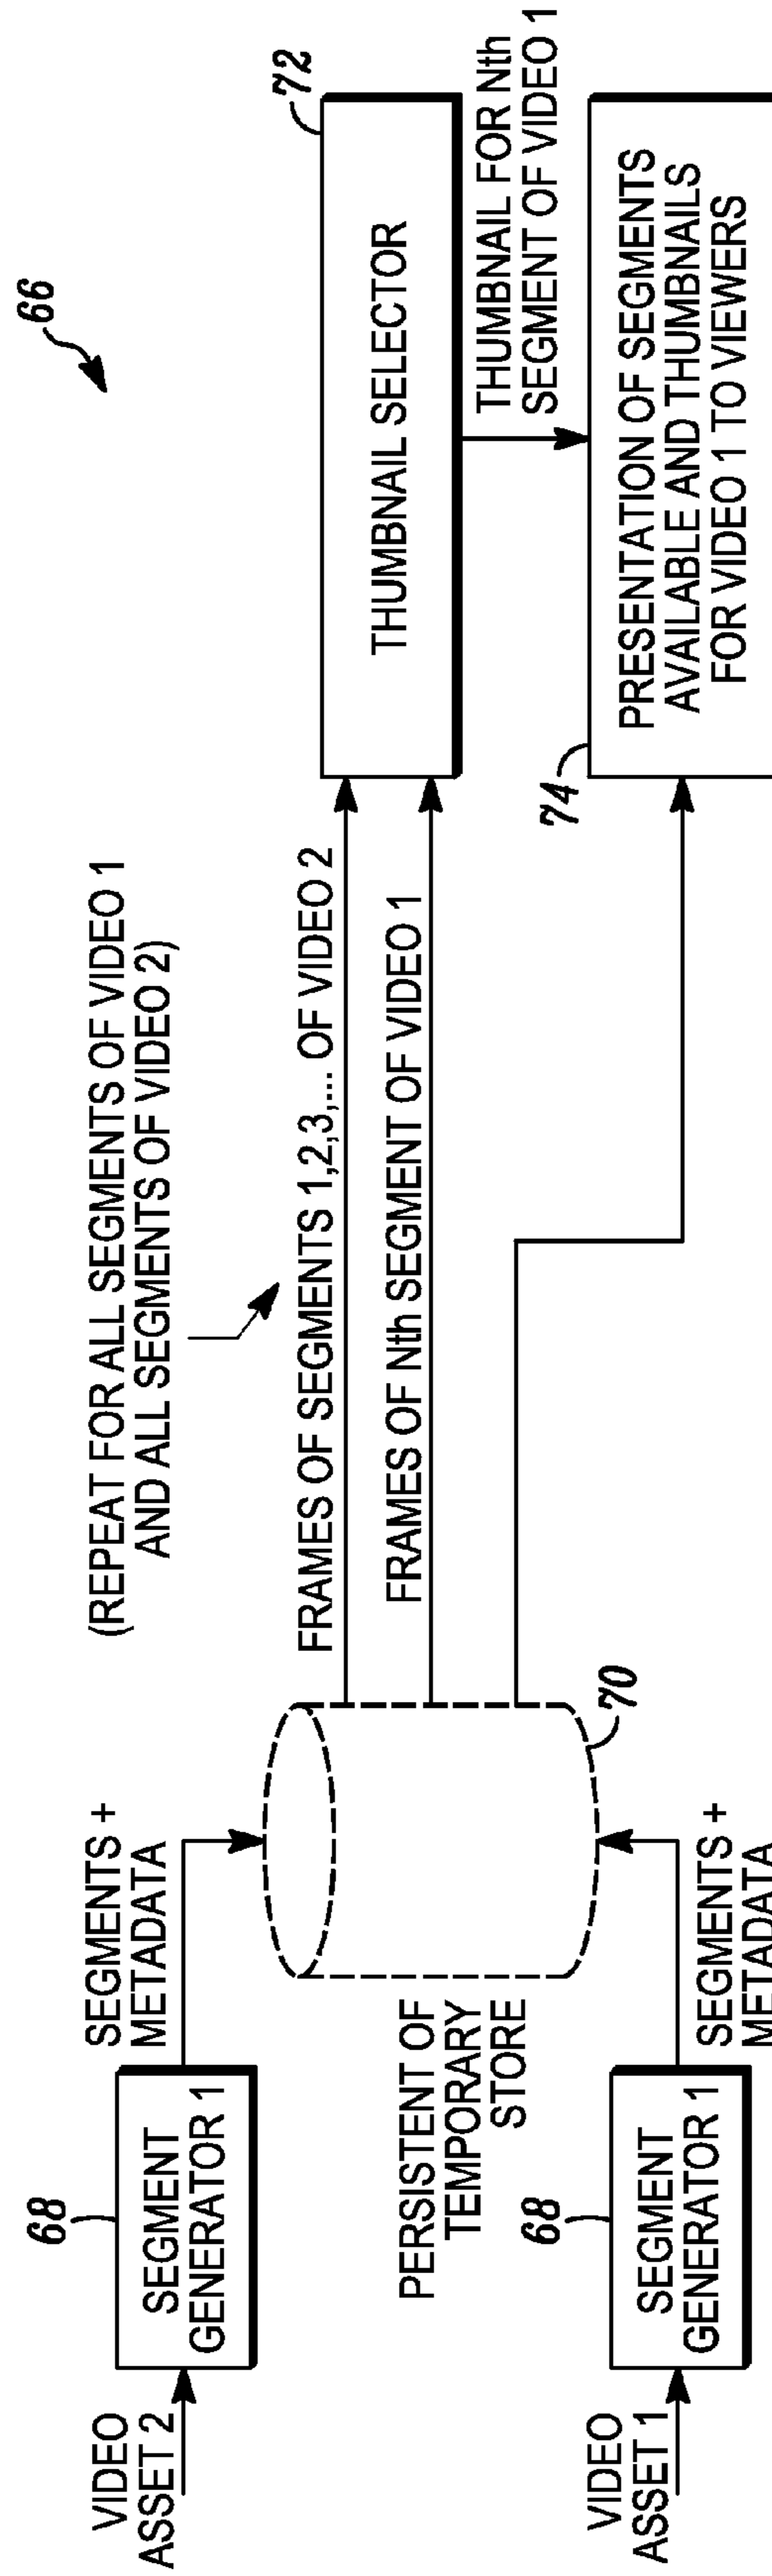 66
VIDEO
ASSET 2
68
SEGMENT
GENERATOR 1
SEGMENTS +
METADATA
PERSISTENT OF
TEMPORARY
STORE
70
VIDEO
ASSET 1
68
SEGMENT
GENERATOR 1
SEGMENTS +
METADATA
(REPEAT FOR ALL SEGMENTS OF VIDEO 1
AND ALL SEGMENTS OF VIDEO 2)
FRAMES OF SEGMENTS 1,2,3,... OF VIDEO 2
FRAMES OF Nth SEGMENT OF VIDEO 1
72
THUMBNAIL SELECTOR
THUMBNAIL FOR Nth
SEGMENT OF VIDEO 1
74
PRESENTATION OF SEGMENTS
AVAILABLE AND THUMBNAILS
FOR VIDEO 1 TO VIEWERS